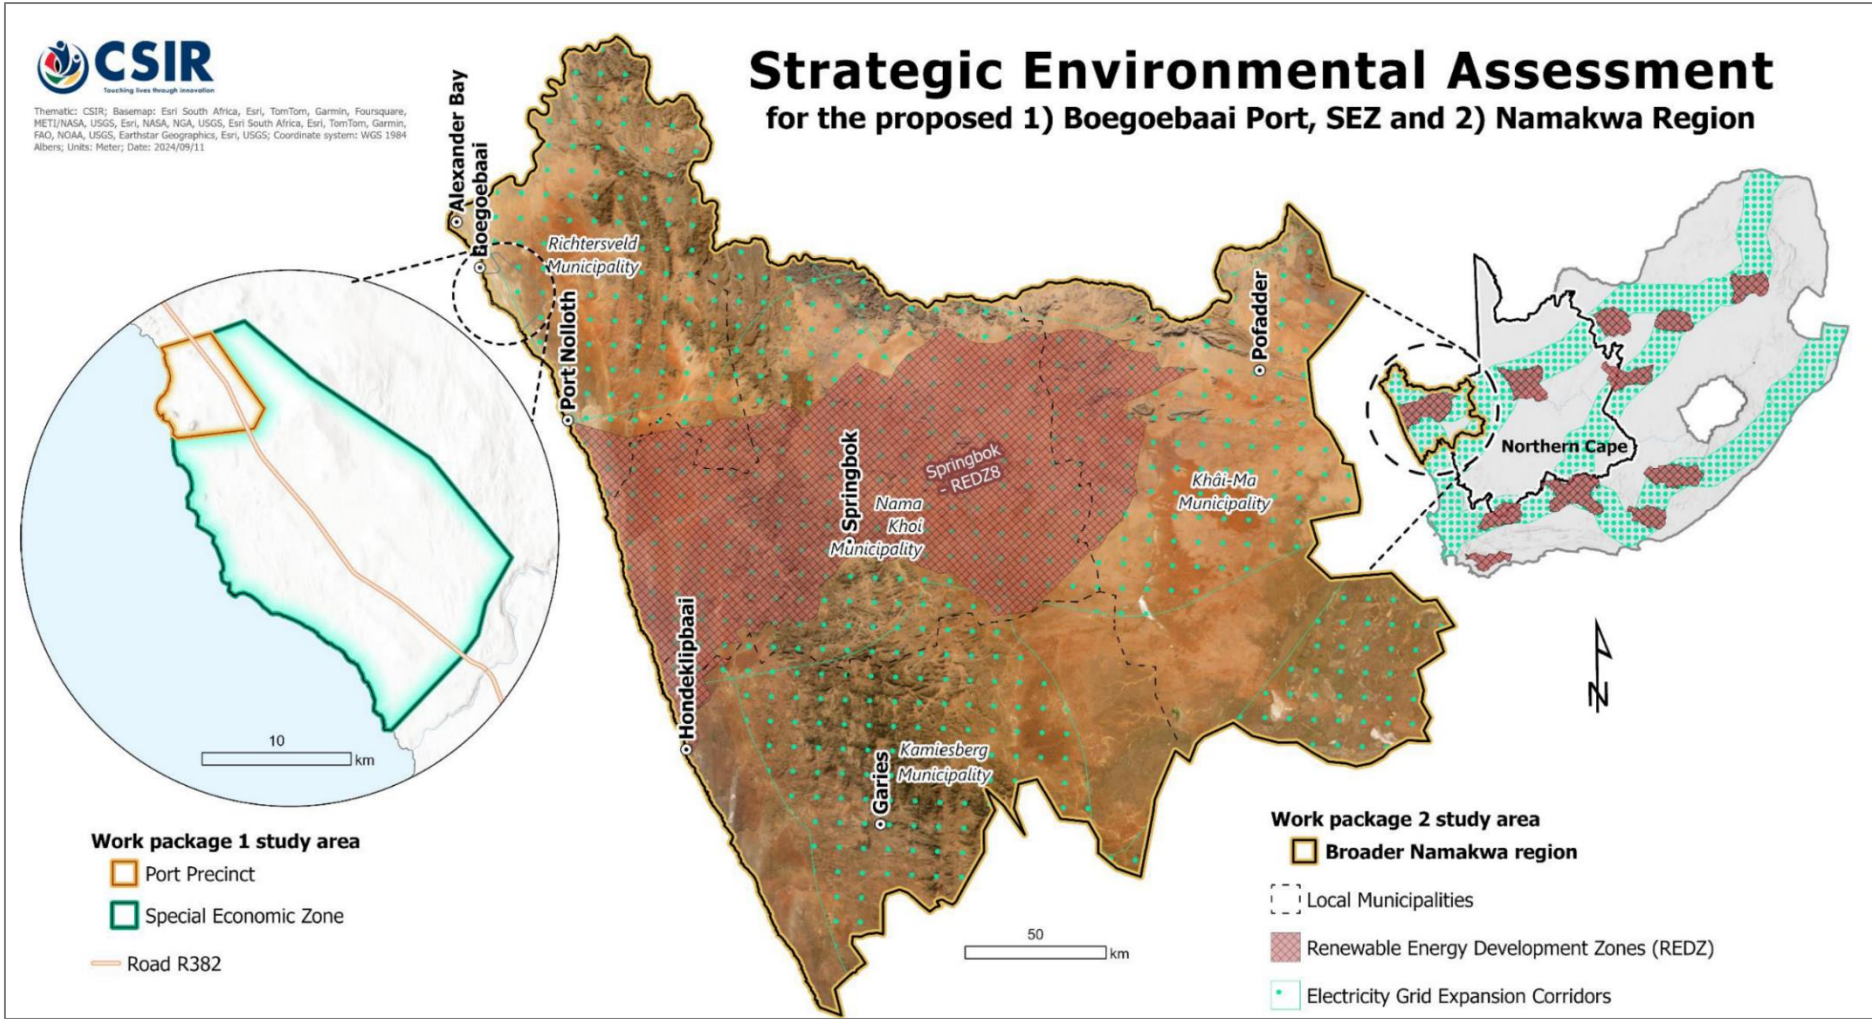 CSIR
Touching lives through innovation
Thematic: CSIR; Basemap: Esri South Africa, Esri, TomTom, Garmin, Foursquare,
METI/NASA, USGS, Esri, NASA, NGA, USGS, Esri South Africa, Esri, TomTom, Garmin,
FAO, NOAA, USGS, Earthstar Geographics, Esri, USGS; Coordinate system: WGS 1984
Albers; Units: Meter; Date: 2024/09/11
Strategic Environmental Assessment
for the proposed 1) Boegoebaai Port, SEZ and 2) Namakwa Region
Alexander Bay
Boegoebaai
Richtersveld
Municipality
Port Nolloth
Pofadder
Springbok
- REDZ8
Springbok
Nama
Khoi
Municipality
Khâi-Ma
Municipality
Northern Cape
Hondeklipbaai
Garies
Kamiesberg
Municipality
N
10
km
50
km
Work package 1 study area
Port Precinct
Special Economic Zone
Road R382
Work package 2 study area
Broader Namakwa region
Local Municipalities
Renewable Energy Development Zones (REDZ)
Electricity Grid Expansion Corridors